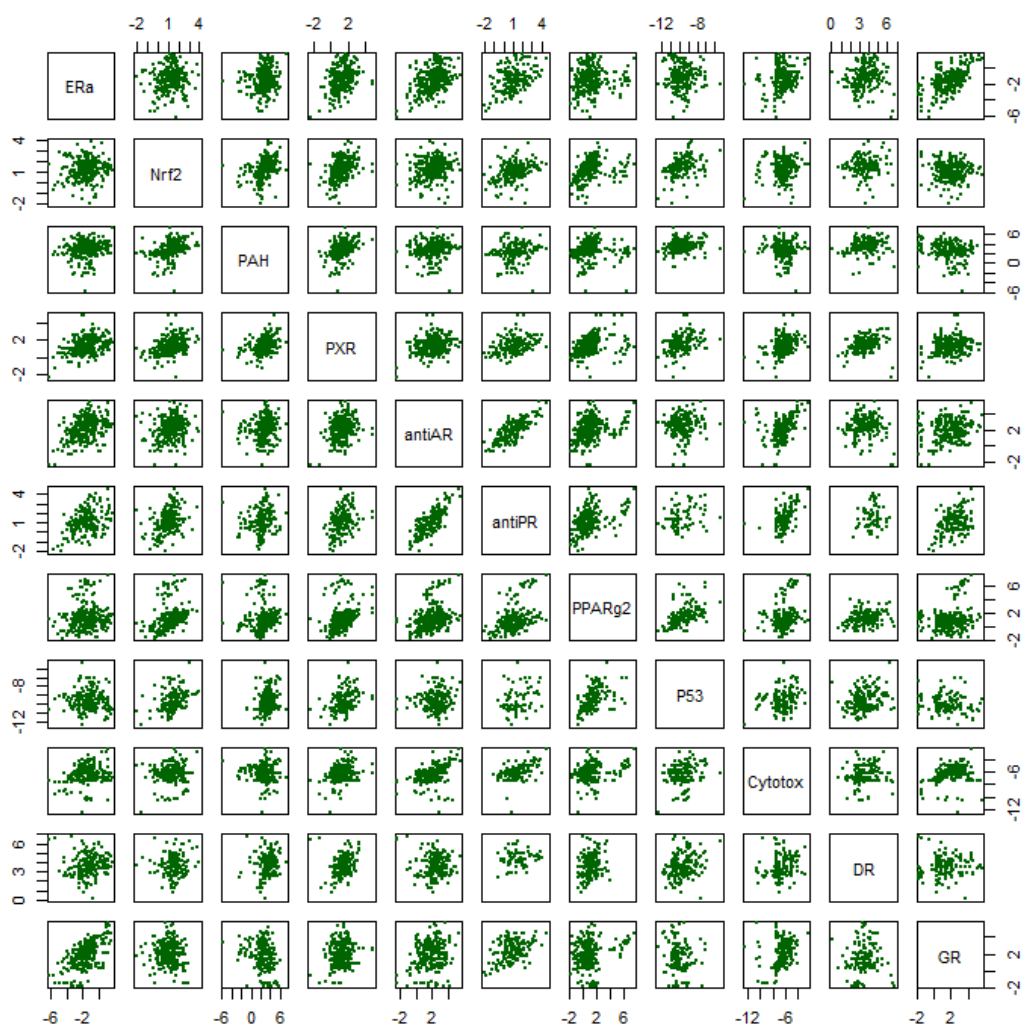 -2 1 4 -2 2 -2 1 4 -12 -8 0 3 6
ERa -2 -6
4 1 -2 Nrf2
PAH 6 0 -6
2 -2 PXR
antiAR 2 -2
4 1 -2 antiPR
PPARg2 6 2 -2
-8 -12 P53
Cytotox -6 -12
6 3 0 DR
GR 2 -2
-6 -2 -6 0 6 -2 2 -2 2 6 -12 -6 -2 2